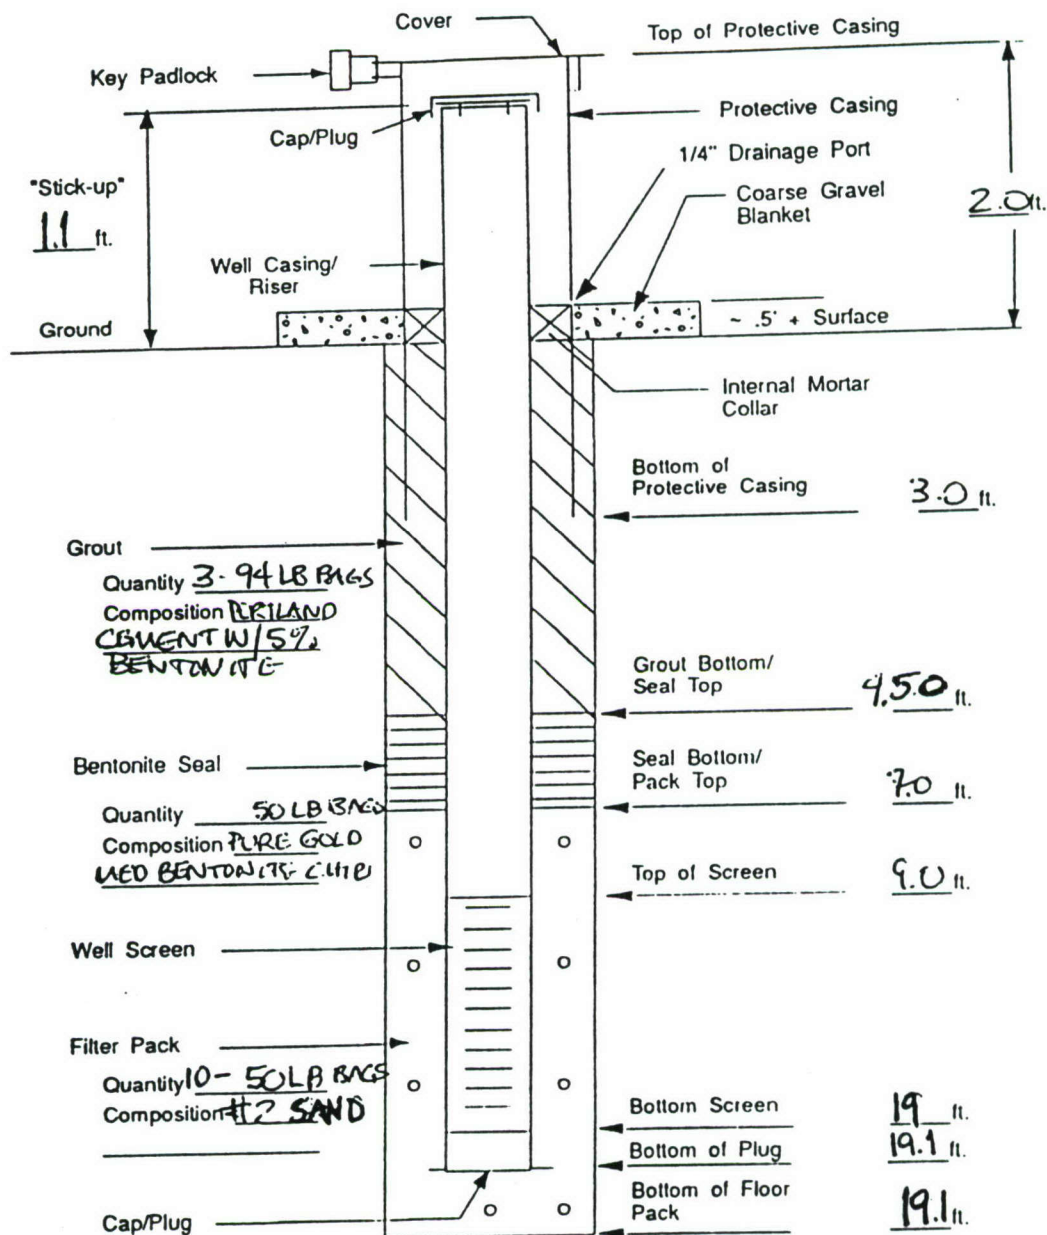 Cover
Top of Protective Casing
Key Padlock
Protective Casing
Cap/Plug
1/4" Drainage Port
"Stick-up"
1.1 ft.
Coarse Gravel
Blanket
2.0 ft.
Well Casing/
Riser
Ground
~ .5' + Surface
Internal Mortar
Collar
Bottom of
Protective Casing
3.0 ft.
Grout
Quantity 3-94 LB BAGS
Composition PORTLAND
CEMENT W/5%
BENTONITE
Grout Bottom/
Seal Top
4.50 ft.
Bentonite Seal
Seal Bottom/
Pack Top
7.0 ft.
Quantity 50 LB BAGS
Composition PURE GOLD
MED BENTONITE CHIP
Top of Screen
9.0 ft.
Well Screen
Filter Pack
Quantity 10- 50 LB BAGS
Composition #2 SAND
Bottom Screen
19 ft.
Bottom of Plug
19.1 ft.
Bottom of Floor
Pack
19.1 ft.
Cap/Plug